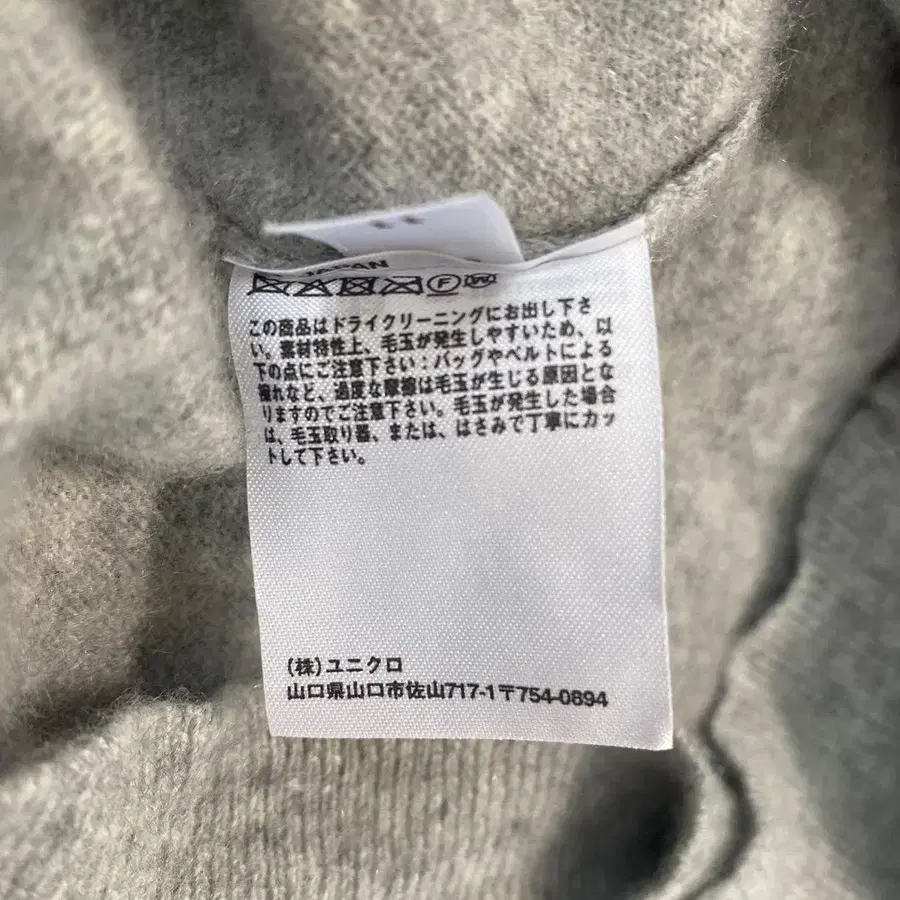 JAPAN
F W
この商品はドライクリーニングにお出し下さ
い。素材特性上、毛玉が発生しやすいため、以
下の点にご注意下さい：バッグやベルトによる
擦れなど、過度な摩擦は毛玉が生じる原因とな
りますのでご注意下さい。毛玉が発生した場合
は、毛玉取り器、または、はさみで丁寧にカッ
トして下さい。
(株)ユニクロ
山口県山口市佐山717-1〒754-0894